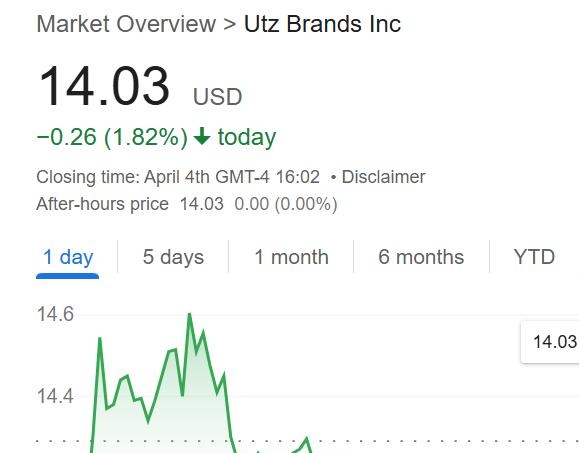 Market Overview > Utz Brands Inc
14.03 USD
−0.26 (1.82%) ↓ today
Closing time: April 4th GMT-4 16:02 • Disclaimer
After-hours price 14.03 0.00 (0.00%)
1 day 5 days 1 month 6 months YTD
14.6
14.03
14.4